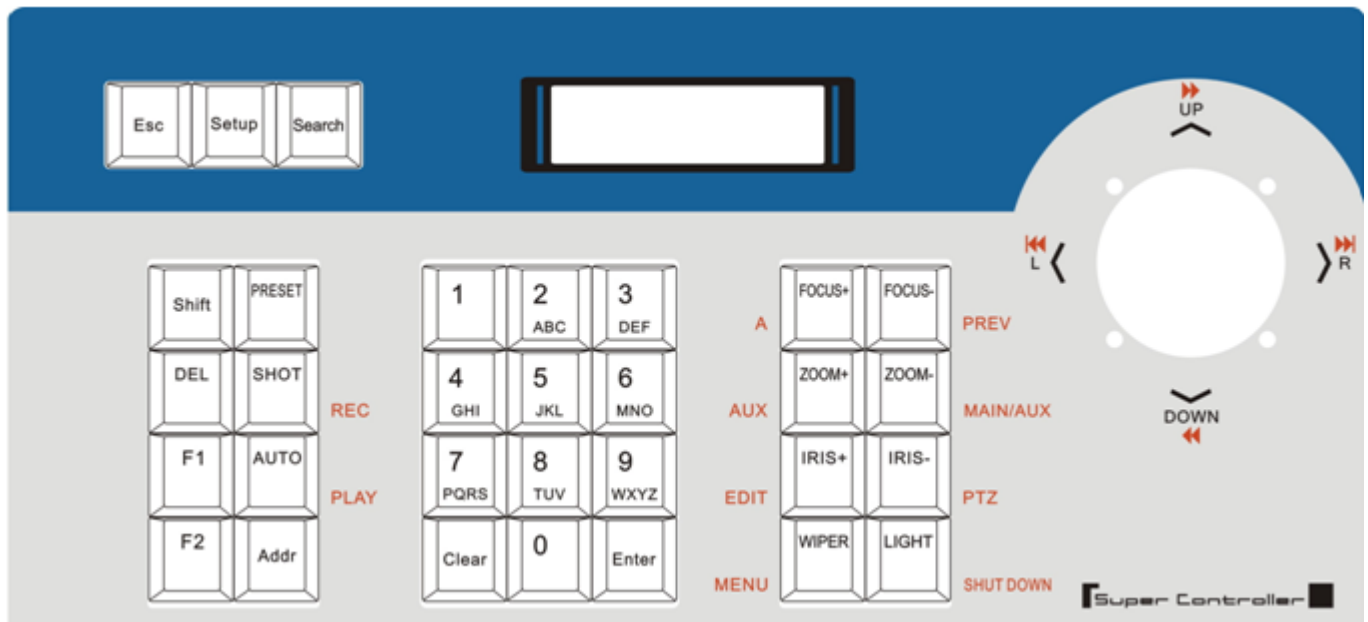 Esc
Setup
Search
UP
L
R
DOWN
Shift
PRESET
DEL
SHOT
REC
F1
AUTO
PLAY
F2
Addr
1
2
ABC
3
DEF
4
GHI
5
JKL
6
MNO
7
PQRS
8
TUV
9
WXYZ
Clear
0
Enter
A
FOCUS+
FOCUS-
PREV
AUX
ZOOM+
ZOOM-
MAIN/AUX
EDIT
IRIS+
IRIS-
PTZ
MENU
WIPER
LIGHT
SHUT DOWN
Super Controller